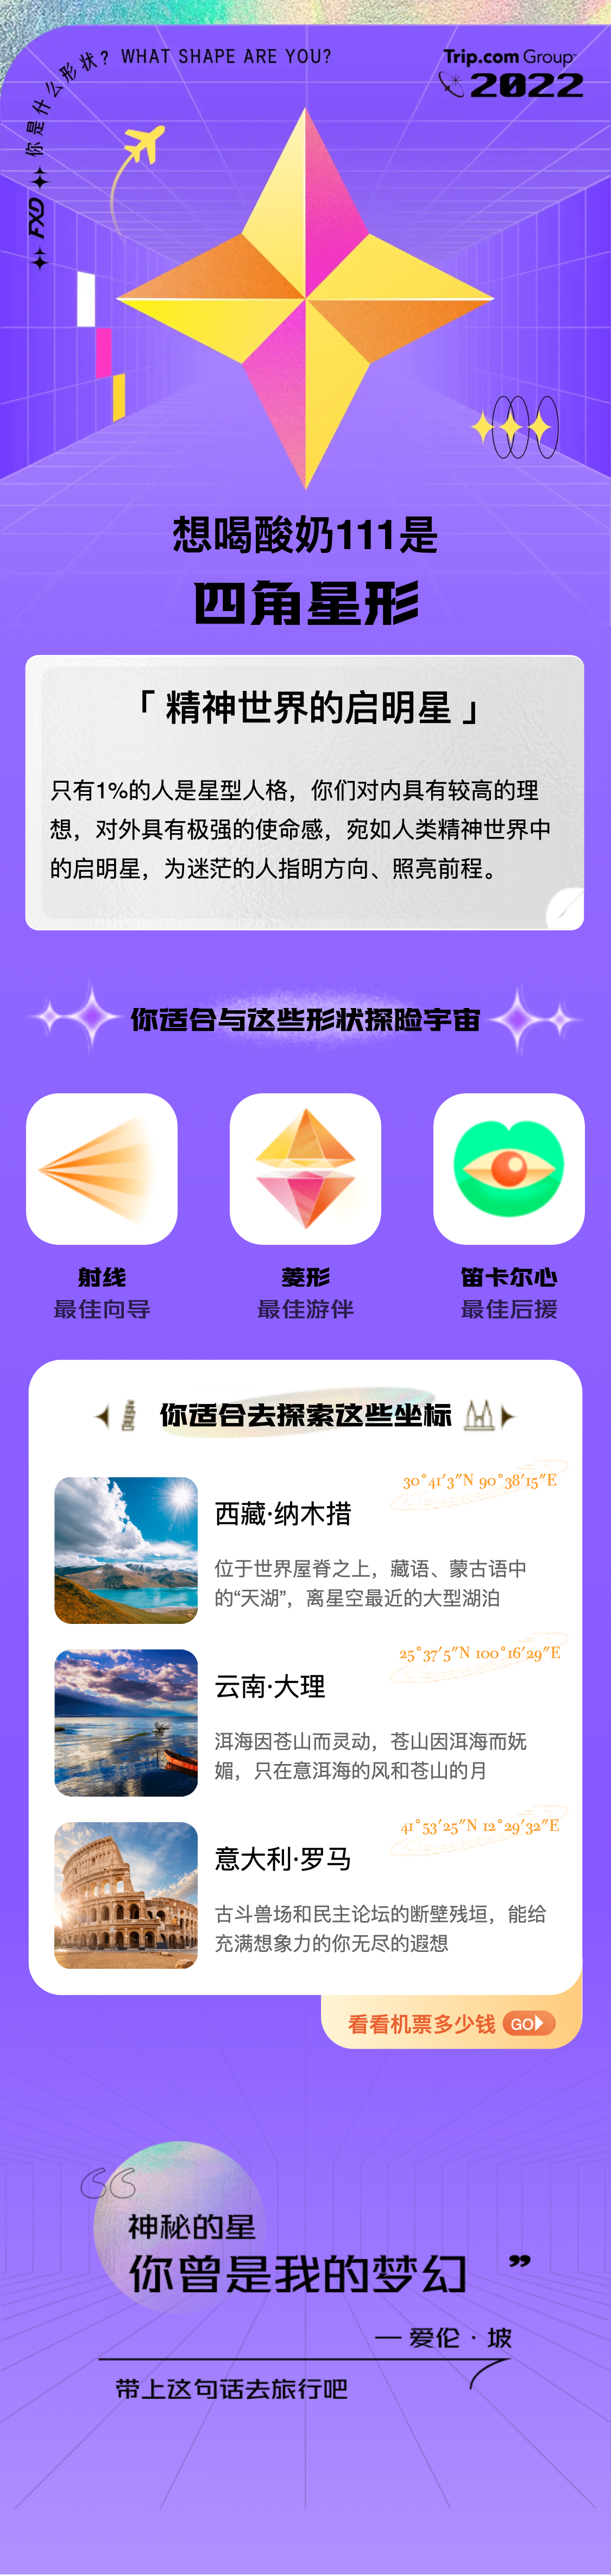 你是什么形状?
WHAT SHAPE ARE YOU?
Trip.com Group
2022
FXD
想喝酸奶111是
四角星形
「 精神世界的启明星 」
只有1%的人是星型人格，你们对内具有较高的理
想，对外具有极强的使命感，宛如人类精神世界中
的启明星，为迷茫的人指明方向、照亮前程。
你适合与这些形状探险宇宙
射线
最佳向导
菱形
最佳游伴
笛卡尔心
最佳后援
你适合去探索这些坐标
30°41′3″N 90°38′15″E
西藏·纳木措
位于世界屋脊之上，藏语、蒙古语中
的“天湖”，离星空最近的大型湖泊
25°37′5″N 100°16′29″E
云南·大理
洱海因苍山而灵动，苍山因洱海而妩
媚，只在意洱海的风和苍山的月
41°53′25″N 12°29′32″E
意大利·罗马
古斗兽场和民主论坛的断壁残垣，能给
充满想象力的你无尽的遐想
看看机票多少钱 GO
“
神秘的星
你曾是我的梦幻 ”
— 爱伦 · 坡
带上这句话去旅行吧